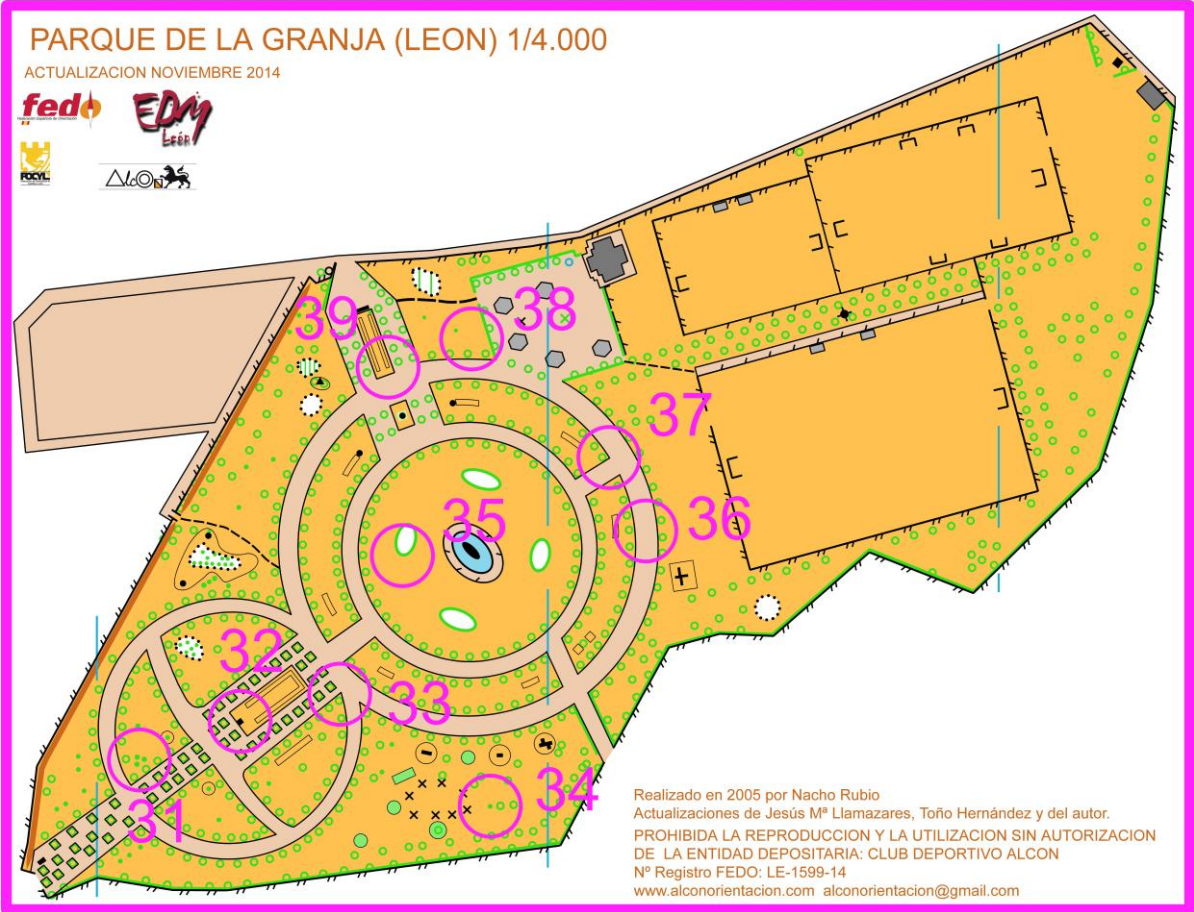 PARQUE DE LA GRANJA (LEON) 1/4.000
ACTUALIZACION NOVIEMBRE 2014
fedo
EDM
León
FOCYL
Alcon
39
38
37
36
35
32
33
34
31
Realizado en 2005 por Nacho Rubio
Actualizaciones de Jesús Mª Llamazares, Toño Hernández y del autor.
PROHIBIDA LA REPRODUCCION Y LA UTILIZACION SIN AUTORIZACION
DE LA ENTIDAD DEPOSITARIA: CLUB DEPORTIVO ALCON
Nº Registro FEDO: LE-1599-14
www.alconorientacion.com alconorientacion@gmail.com